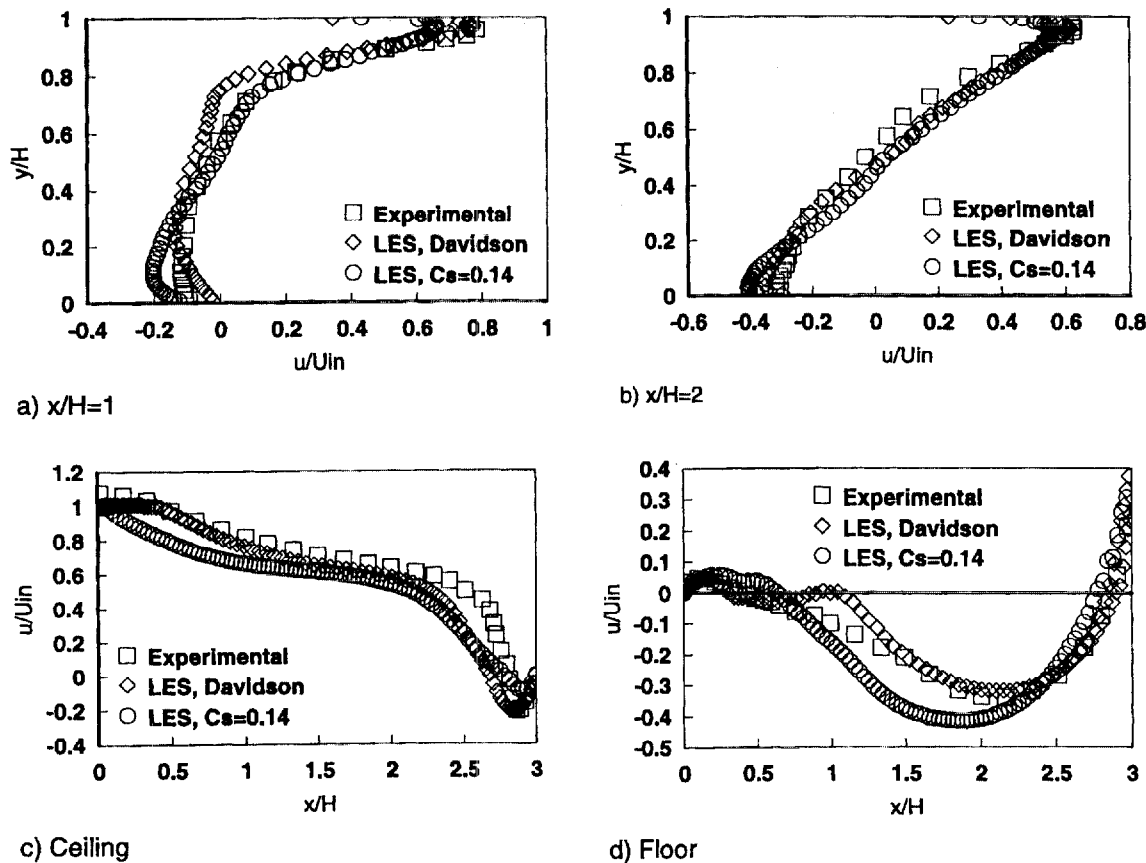 1
0.8
0.6
0.4
0.2
0
y/H
Experimental
LES, Davidson
LES, Cs=0.14
-0.4 -0.2 0 0.2 0.4 0.6 0.8 1
u/Uin
a) x/H=1
1
0.8
0.6
0.4
0.2
0
y/H
Experimental
LES, Davidson
LES, Cs=0.14
-0.6 -0.4 -0.2 0 0.2 0.4 0.6 0.8
u/Uin
b) x/H=2
1.2
1
0.8
0.6
0.4
0.2
0
-0.2
-0.4
u/Uin
Experimental
LES, Davidson
LES, Cs=0.14
0 0.5 1 1.5 2 2.5 3
x/H
c) Ceiling
0.4
0.3
0.2
0.1
0
-0.1
-0.2
-0.3
-0.4
-0.5
u/Uin
Experimental
LES, Davidson
LES, Cs=0.14
0 0.5 1 1.5 2 2.5 3
x/H
d) Floor